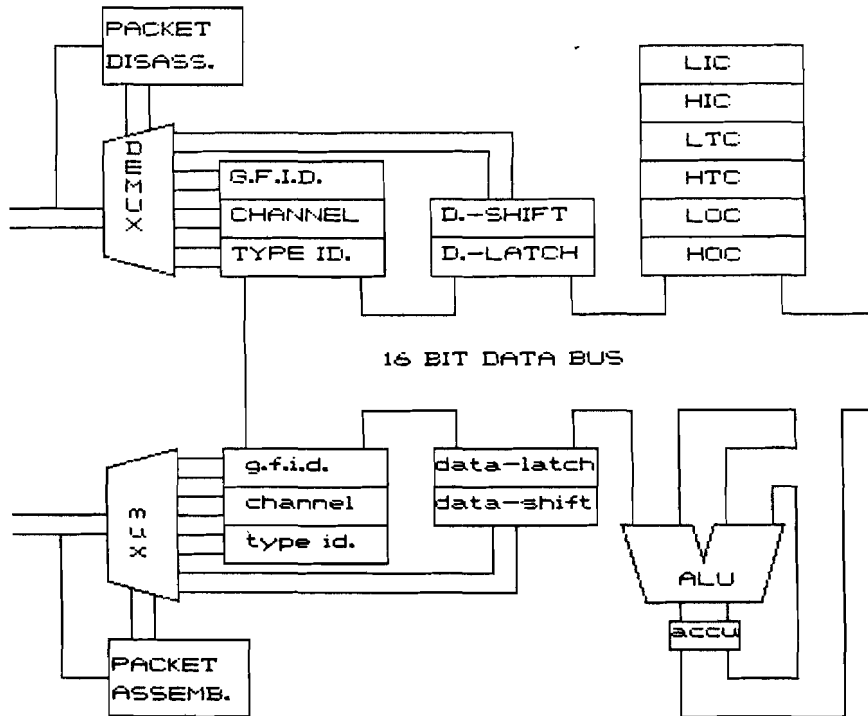 PACKET
DISASS.
DEMUX
G.F.I.D.
CHANNEL
TYPE ID.
D.-SHIFT
D.-LATCH
LIC
HIC
LTC
HTC
LOC
HOC
16 BIT DATA BUS
mux
g.f.i.d.
channel
type id.
data-latch
data-shift
ALU
accu
PACKET
ASSEMB.